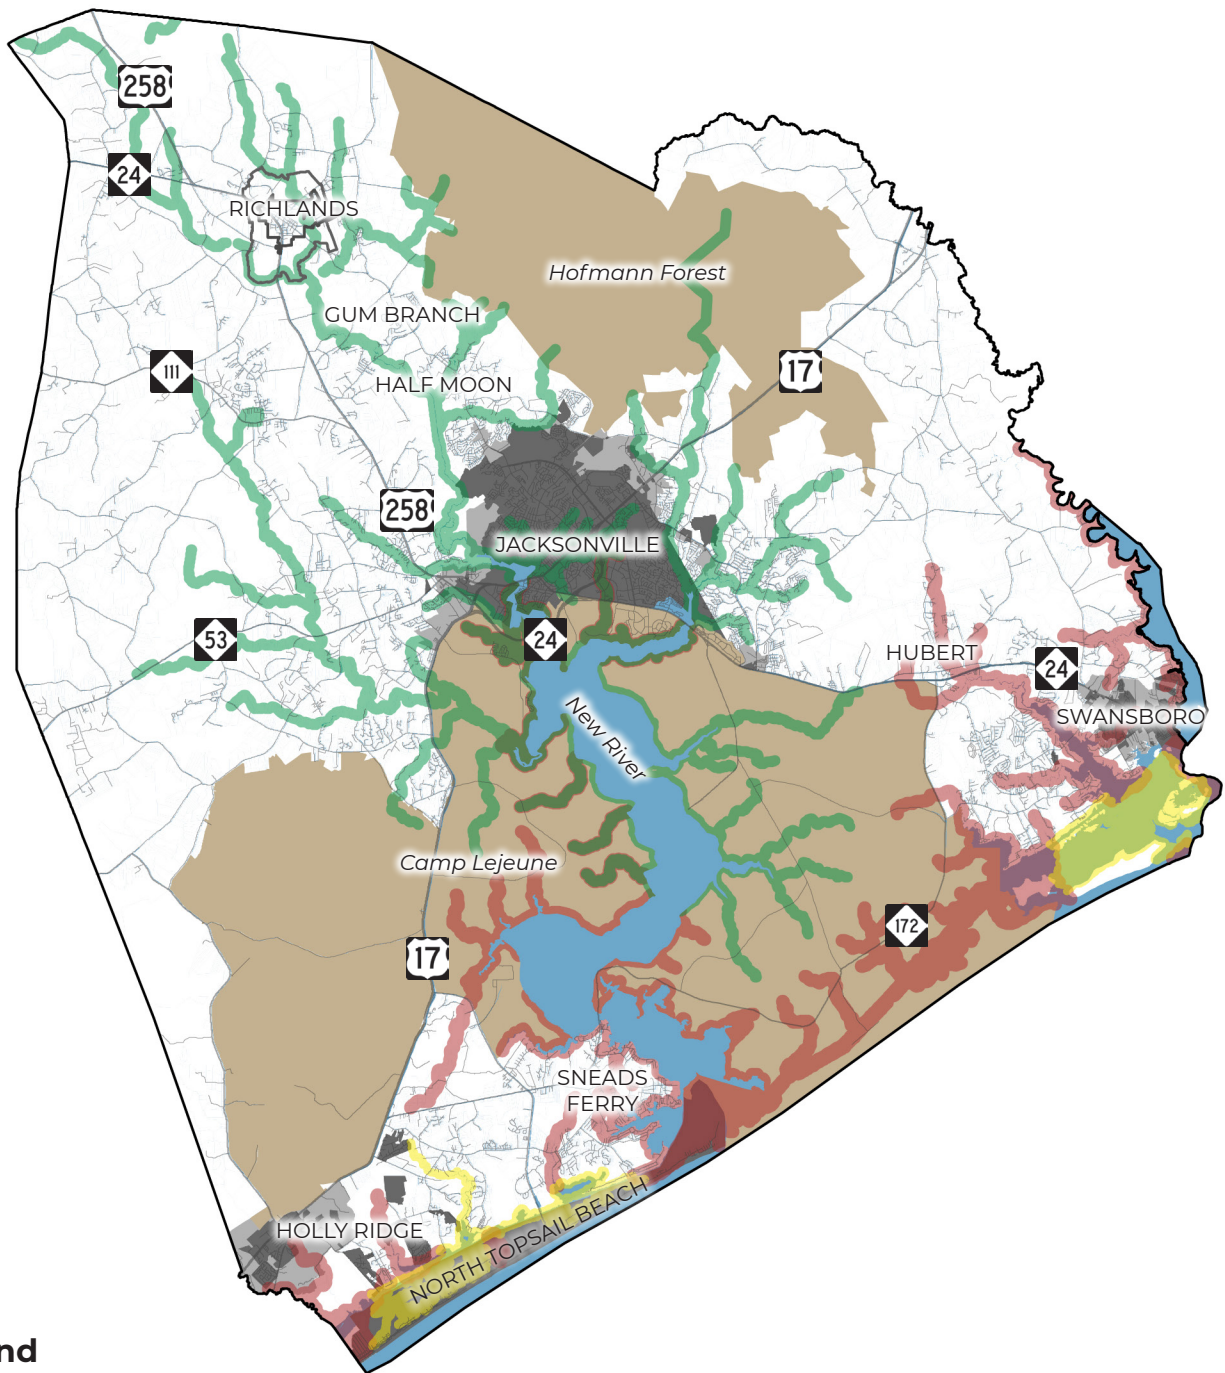 258
24
RICHLANDS
Hofmann Forest
GUM BRANCH
111
17
HALF MOON
258
JACKSONVILLE
53
24
HUBERT
24
SWANSBORO
New River
Camp Lejeune
172
17
SNEADS
FERRY
HOLLY RIDGE
NORTH TOPSAIL BEACH
nd